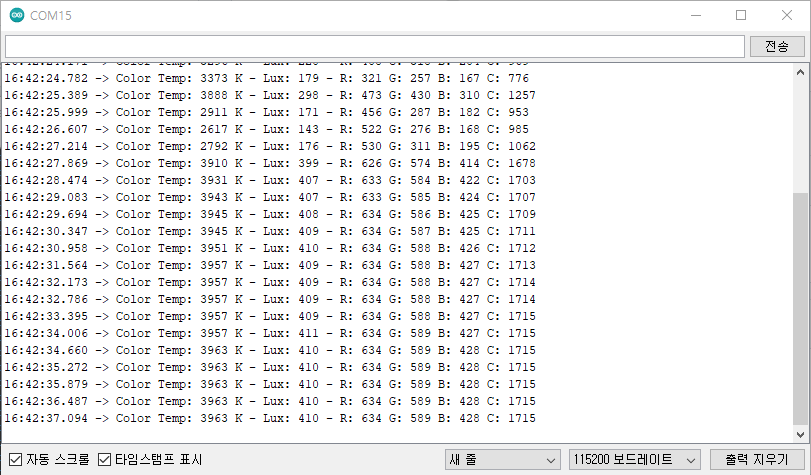 COM15
전송
16:42:24.782 -> Color Temp: 3373 K - Lux: 179 - R: 321 G: 257 B: 167 C: 776
16:42:25.389 -> Color Temp: 3888 K - Lux: 298 - R: 473 G: 430 B: 310 C: 1257
16:42:25.999 -> Color Temp: 2911 K - Lux: 171 - R: 456 G: 287 B: 182 C: 953
16:42:26.607 -> Color Temp: 2617 K - Lux: 143 - R: 522 G: 276 B: 168 C: 985
16:42:27.214 -> Color Temp: 2792 K - Lux: 176 - R: 530 G: 311 B: 195 C: 1062
16:42:27.869 -> Color Temp: 3910 K - Lux: 399 - R: 626 G: 574 B: 414 C: 1678
16:42:28.474 -> Color Temp: 3931 K - Lux: 407 - R: 633 G: 584 B: 422 C: 1703
16:42:29.083 -> Color Temp: 3943 K - Lux: 407 - R: 633 G: 585 B: 424 C: 1707
16:42:29.694 -> Color Temp: 3945 K - Lux: 408 - R: 634 G: 586 B: 425 C: 1709
16:42:30.347 -> Color Temp: 3945 K - Lux: 409 - R: 634 G: 587 B: 425 C: 1711
16:42:30.958 -> Color Temp: 3951 K - Lux: 410 - R: 634 G: 588 B: 426 C: 1712
16:42:31.564 -> Color Temp: 3957 K - Lux: 409 - R: 634 G: 588 B: 427 C: 1713
16:42:32.173 -> Color Temp: 3957 K - Lux: 409 - R: 634 G: 588 B: 427 C: 1714
16:42:32.786 -> Color Temp: 3957 K - Lux: 409 - R: 634 G: 588 B: 427 C: 1714
16:42:33.395 -> Color Temp: 3957 K - Lux: 409 - R: 634 G: 588 B: 427 C: 1715
16:42:34.006 -> Color Temp: 3957 K - Lux: 411 - R: 634 G: 589 B: 427 C: 1715
16:42:34.660 -> Color Temp: 3963 K - Lux: 410 - R: 634 G: 589 B: 428 C: 1715
16:42:35.272 -> Color Temp: 3963 K - Lux: 410 - R: 634 G: 589 B: 428 C: 1715
16:42:35.879 -> Color Temp: 3963 K - Lux: 410 - R: 634 G: 589 B: 428 C: 1715
16:42:36.487 -> Color Temp: 3963 K - Lux: 410 - R: 634 G: 589 B: 428 C: 1715
16:42:37.094 -> Color Temp: 3963 K - Lux: 410 - R: 634 G: 589 B: 428 C: 1715
자동 스크롤 타임스탬프 표시 새 줄 115200 보드레이트 출력 지우기